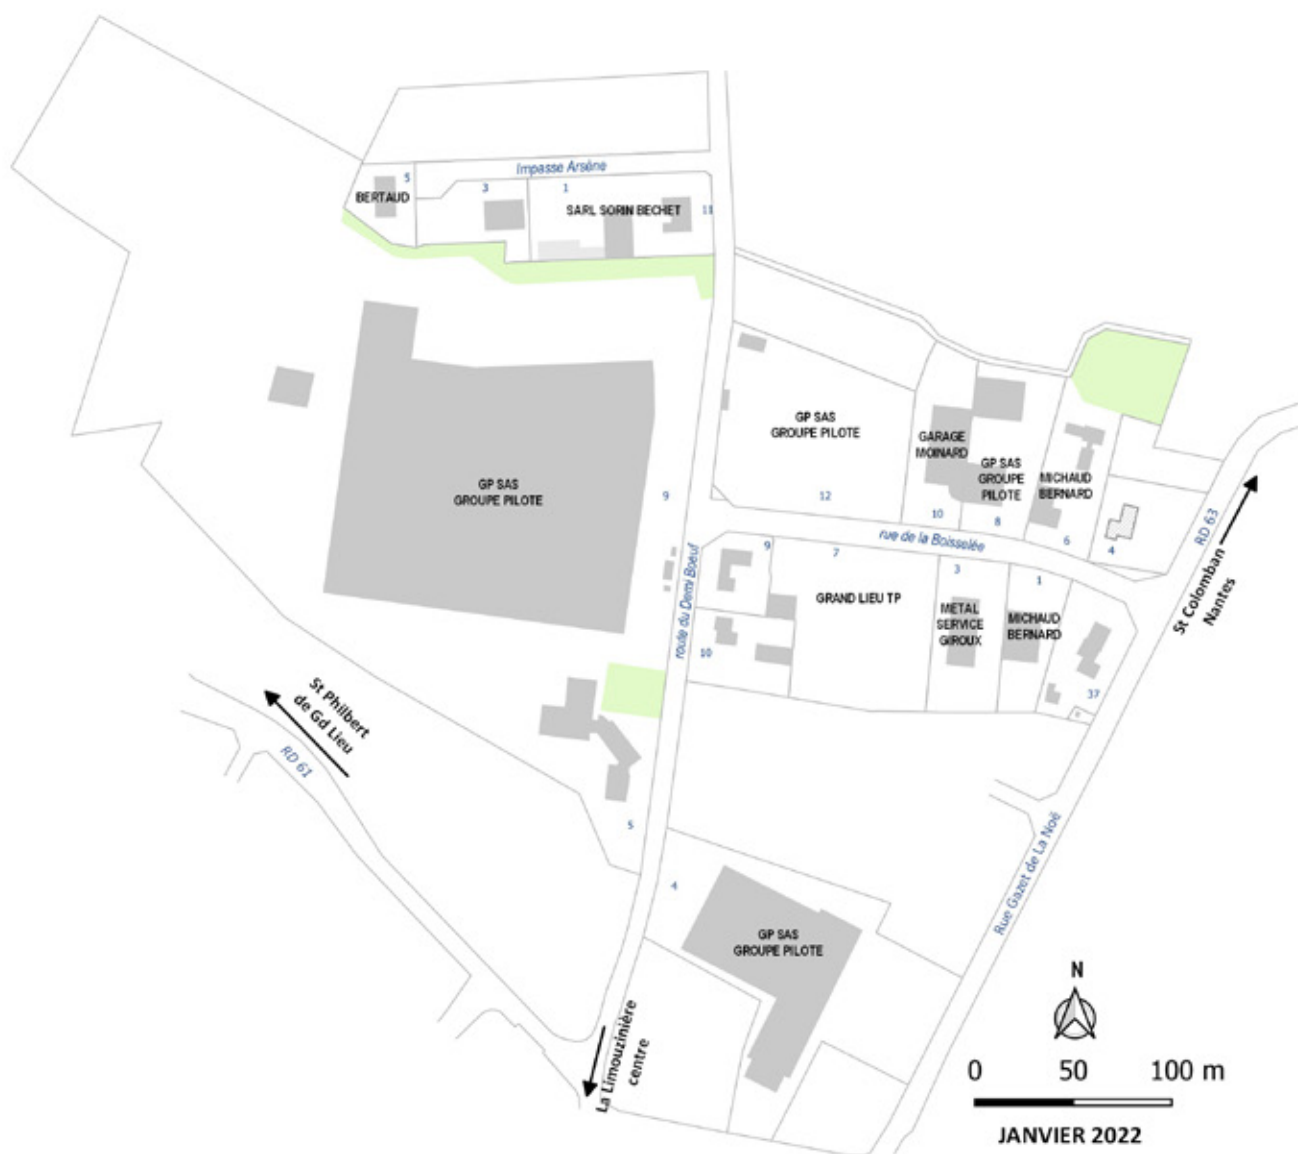 Impasse Arsène
5
BERTAUD
3
1
SARL SORIN BECHET
11
GP SAS
GROUPE PILOTE
12
GARAGE
MOINARD
10
GP SAS
GROUPE
PILOTE
8
MICHAUD
BERNARD
6
4
GP SAS
GROUPE PILOTE
9
rue de la Boisselée
RD 63
St Colomban
Nantes
route du Demi Boeuf
9
7
GRAND LIEU TP
3
METAL
SERVICE
GIROUX
1
MICHAUD
BERNARD
10
37
St Philbert
de Gd Lieu
RD 61
5
4
GP SAS
GROUPE PILOTE
Rue Gazet de La Noë
La Limouzinière
centre
N
0 50 100 m
JANVIER 2022